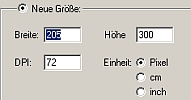 Neue Größe:
Breite: 205 Höhe 300
DPI: 72 Einheit: Pixel
cm
inch